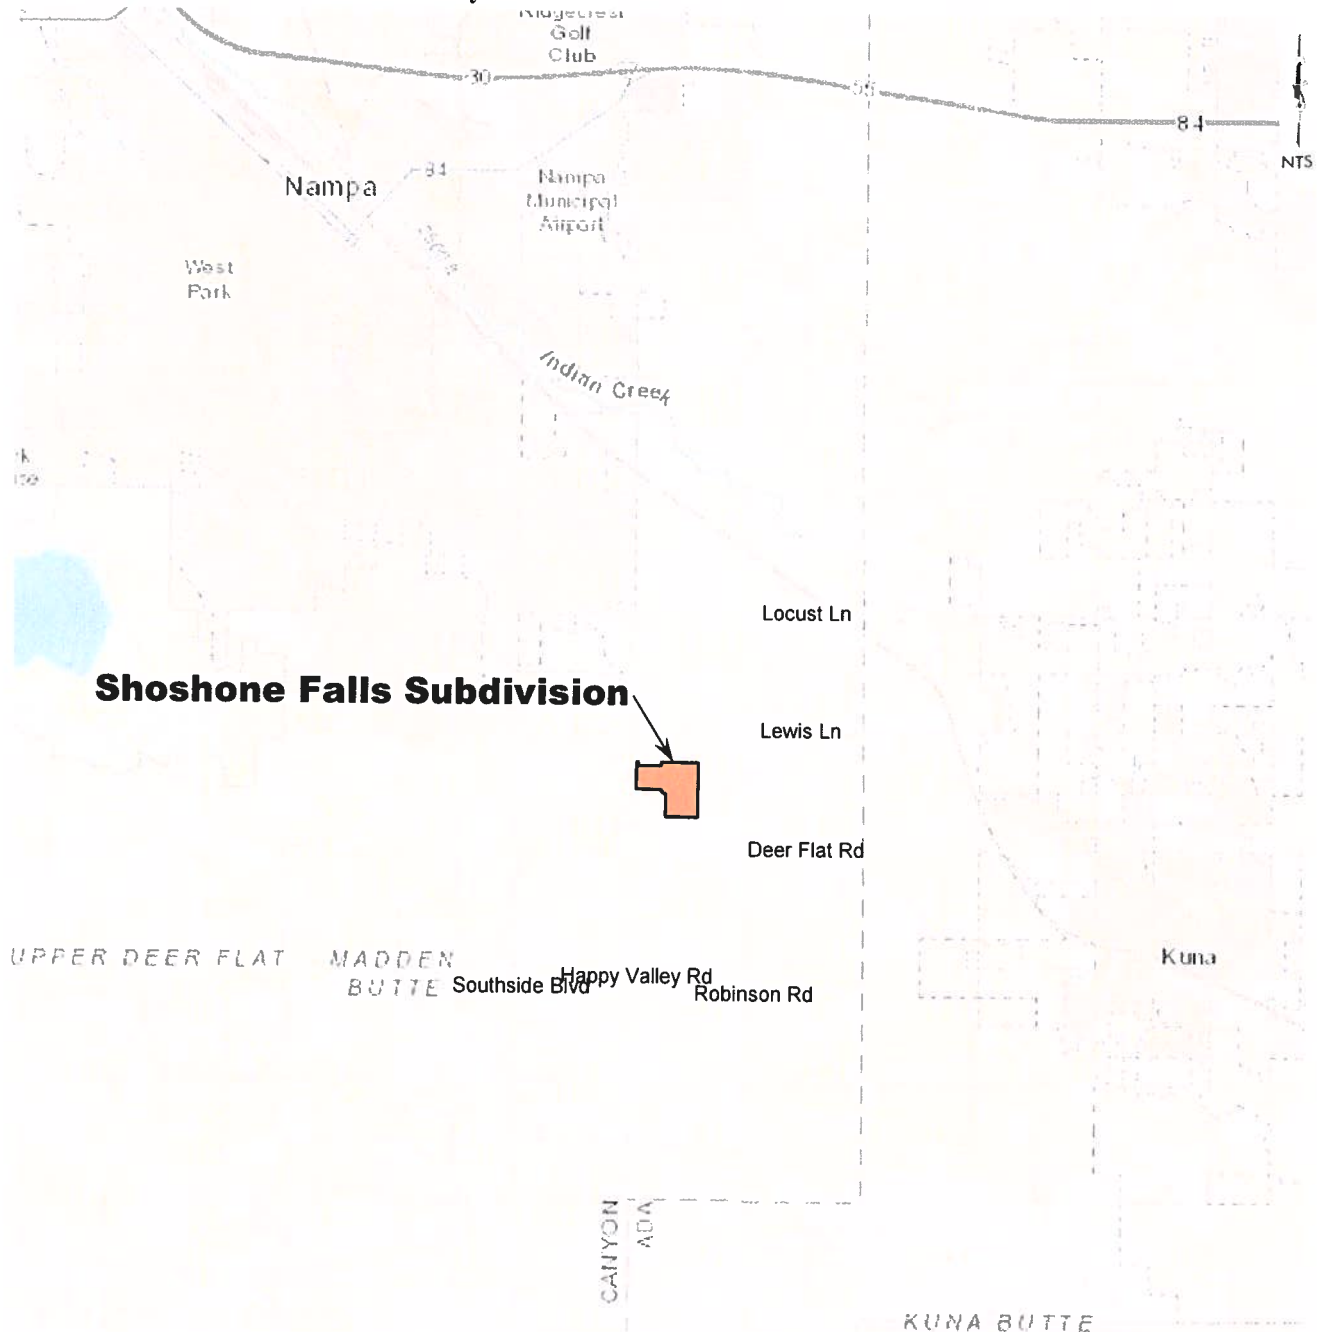 Golf
Club
30
84
NTS
Nampa
84
Nampa
Municipal
Airport
West
Park
Indian Creek
Locust Ln
Shoshone Falls Subdivision
Lewis Ln
Deer Flat Rd
UPPER DEER FLAT
MADDEN
BUTTE
Kuna
Southside Blvd
Happy Valley Rd
Robinson Rd
CANYON
ADA
KUNA BUTTE